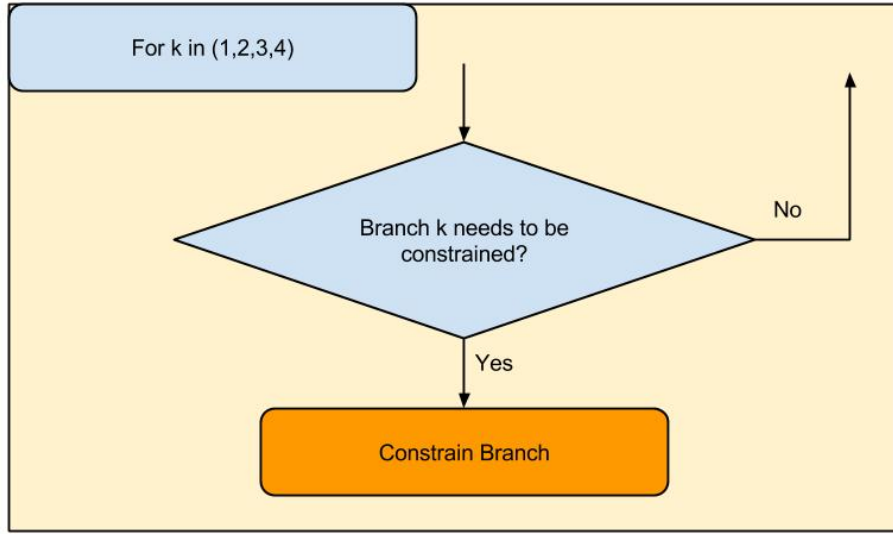 For k in (1,2,3,4)
Branch k needs to be
constrained?
No
Yes
Constrain Branch